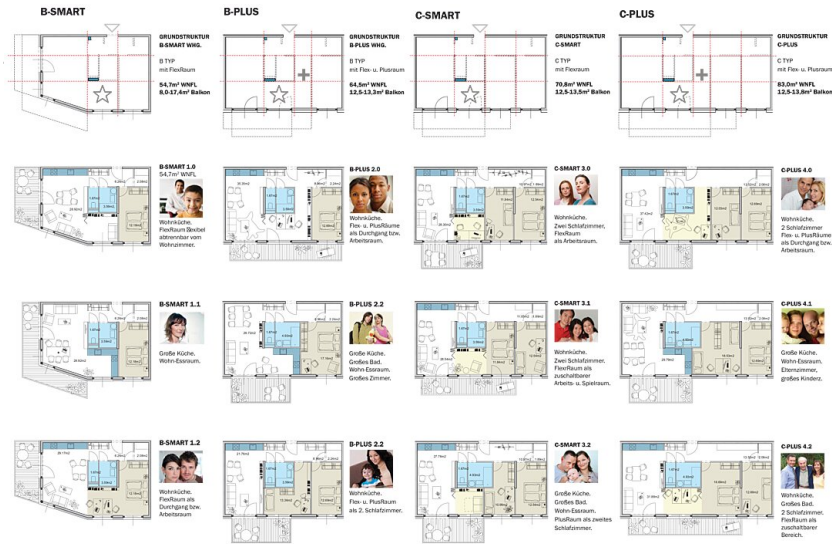 B-SMART
GRUNDSTRUKTUR
B-SMART WHG.
B TYP
mit FlexRaum
54,7m² WNFL
8,0-17,4m² Balkon
B-PLUS
GRUNDSTRUKTUR
B-PLUS WHG.
B TYP
mit Flex- u. Plusraum
64,5m² WNFL
12,5-13,3m² Balkon
C-SMART
GRUNDSTRUKTUR
C-SMART
C TYP
mit Flexraum
70,8m² WNFL
12,5-13,5m² Balkon
C-PLUS
GRUNDSTRUKTUR
C-PLUS
C TYP
mit Flex- u. Plusraum
83,0m² WNFL
12,5-13,8m² Balkon
B-SMART 1.0
54,7m² WNFL
Wohnküche.
FlexRaum flexibel
abtrennbar vom
Wohnzimmer.
B-PLUS 2.0
Wohnküche.
Flex- u. PlusRäume
als Durchgang bzw.
Arbeitsraum.
C-SMART 3.0
Wohnküche.
Zwei Schlafzimmer,
FlexRaum
als Arbeitsraum.
C-PLUS 4.0
Wohnküche.
2 Schlafzimmer
Flex- u. PlusRäume
als Durchgang bzw.
Arbeitsraum.
B-SMART 1.1
Große Küche.
Wohn-Essraum.
B-PLUS 2.2
Große Küche.
Großes Bad.
Wohn-Essraum.
Großes Zimmer.
C-SMART 3.1
Wohnküche.
Zwei Schlafzimmer,
FlexrRaum als
zuschaltbarer
Arbeits- u. Spielraum.
C-PLUS 4.1
Große Küche.
Wohn-Essraum.
Elternzimmer,
großes Kinderz.
B-SMART 1.2
Wohnküche.
FlexRaum als
Durchgang bzw.
Arbeitsraum
B-PLUS 2.2
Wohnküche.
Flex- u. PlusRaum
als 2. Schlafzimmer.
C-SMART 3.2
Große Küche.
Großes Bad.
Wohn-Essraum.
PlusRaum als zweites
Schlafzimmer.
C-PLUS 4.2
Wohnküche.
Großes Bad.
2 Schlafzimmer
FlexRaum als
zuschaltbarer
Bereich.